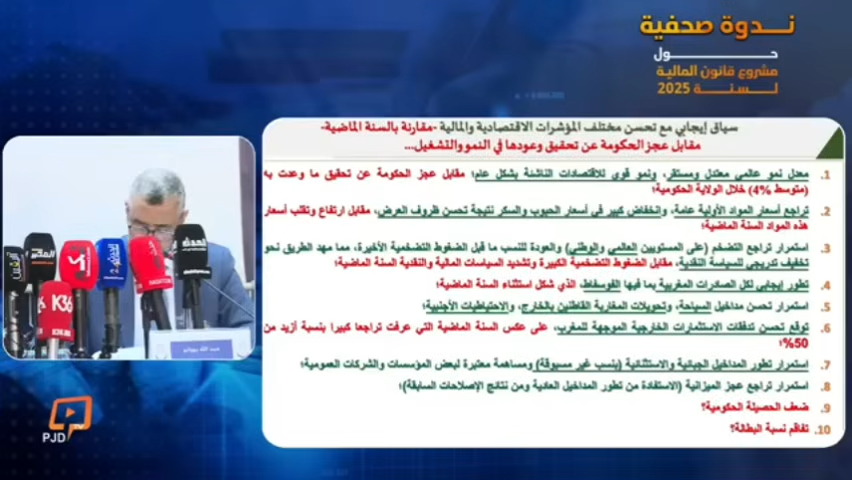 ندوة صحفية
حول
مشروع قانون المالية
لسنة 2025
سياق إيجابي مع تحسن مختلف المؤشرات الاقتصادية والمالية -مقارنة بالسنة الماضية-
مقابل عجز الحكومة عن تحقيق وعودها في النمو والتشغيل...
1. معدل نمو عالمي معتدل ومستقر، ونمو قوي للاقتصادات الناشئة بشكل عام؛ مقابل عجز الحكومة عن تحقيق ما وعدت به
(متوسط 4%) خلال الولاية الحكومية؛
2. تراجع أسعار المواد الأولية عامة، وانخفاض كبير في أسعار الحبوب والسكر نتيجة تحسن ظروف العرض، مقابل ارتفاع وتقلب أسعار
هذه المواد السنة الماضية؛
3. استمرار تراجع التضخم (على المستويين العالمي والوطني) والعودة للنسب ما قبل الضغوط التضخمية الأخيرة، مما مهد الطريق نحو
تخفيف تدريجي للسياسة النقدية، مقابل الضغوط التضخمية الكبيرة وتشديد السياسات المالية والنقدية السنة الماضية؛
4. تطور إيجابي لكل الصادرات المغربية بما فيها الفوسفاط، الذي شكل استثناء السنة الماضية؛
5. استمرار تحسن مداخيل السياحة، وتحويلات المغاربة القاطنين بالخارج، والاحتياطيات الأجنبية؛
6. توقع تحسن تدفقات الاستثمارات الخارجية الموجهة للمغرب، على عكس السنة الماضية التي عرفت تراجعا كبيرا بنسبة أزيد من
50%؛
7. استمرار تطور المداخيل الجبائية والاستثنائية (بنسب غير مسبوقة) ومساهمة معتبرة لبعض المؤسسات والشركات العمومية؛
8. استمرار تراجع عجز الميزانية (الاستفادة من تطور المداخيل العادية ومن نتائج الإصلاحات السابقة)؛
9. ضعف الحصيلة الحكومية؟
10. تفاقم نسبة البطالة؟
K36
عبد الله بووانو
PJD TV